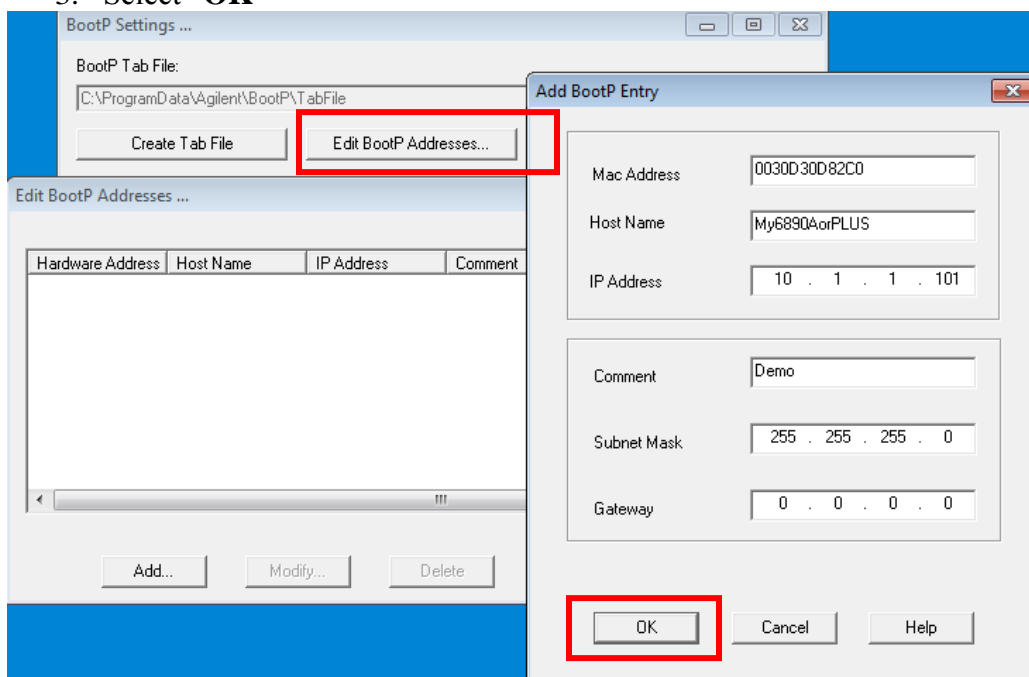 Select "OK"
BootP Settings ...
BootP Tab File:
C:\ProgramData\Agilent\BootP\TabFile
Create Tab File
Edit BootP Addresses...
Edit BootP Addresses ...
Hardware Address Host Name IP Address Comment
Add... Modify... Delete
Add BootP Entry
Mac Address 0030D30D82C0
Host Name My6890AorPLUS
IP Address 10 . 1 . 1 . 101
Comment Demo
Subnet Mask 255 . 255 . 255 . 0
Gateway 0 . 0 . 0 . 0
OK Cancel Help